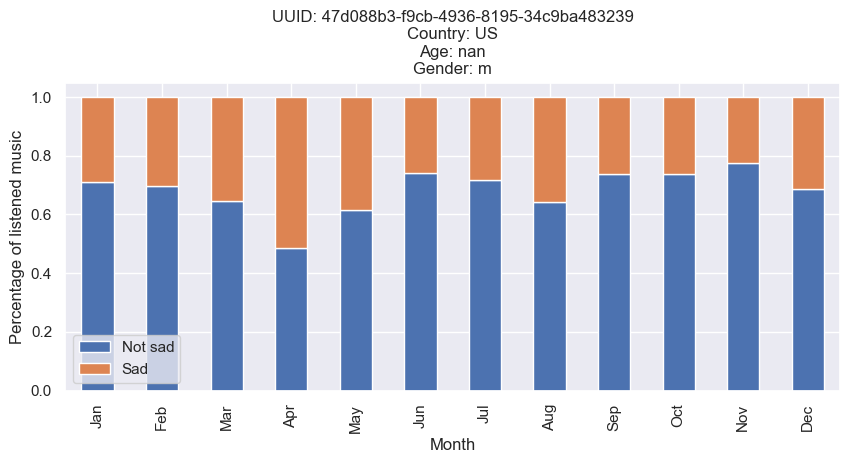 UUID: 47d088b3-f9cb-4936-8195-34c9ba483239
Country: US
Age: nan
Gender: m
Percentage of listened music
1.0
0.8
0.6
0.4
0.2
0.0
Not sad
Sad
Jan Feb Mar Apr May Jun Jul Aug Sep Oct Nov Dec
Month